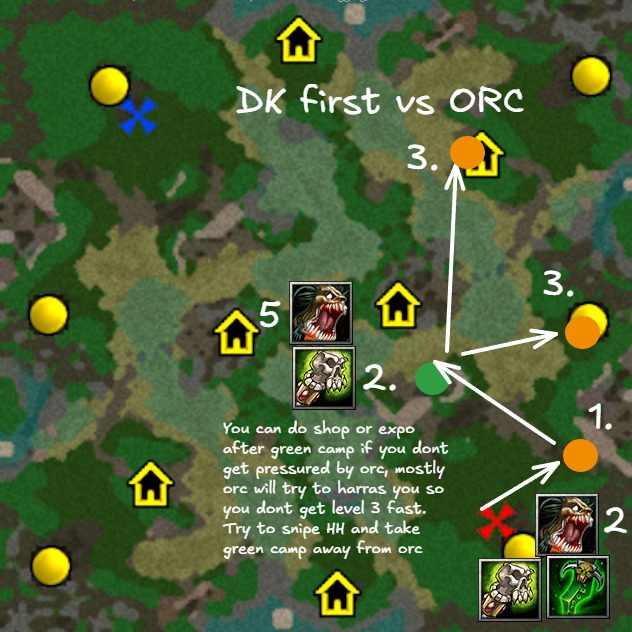 DK first vs ORC
3.
3.
5
2.
1.
You can do shop or expo
after green camp if you dont
get pressured by orc, mostly
orc will try to harras you so
you dont get level 3 fast.
Try to snipe HH and take
green camp away from orc
2